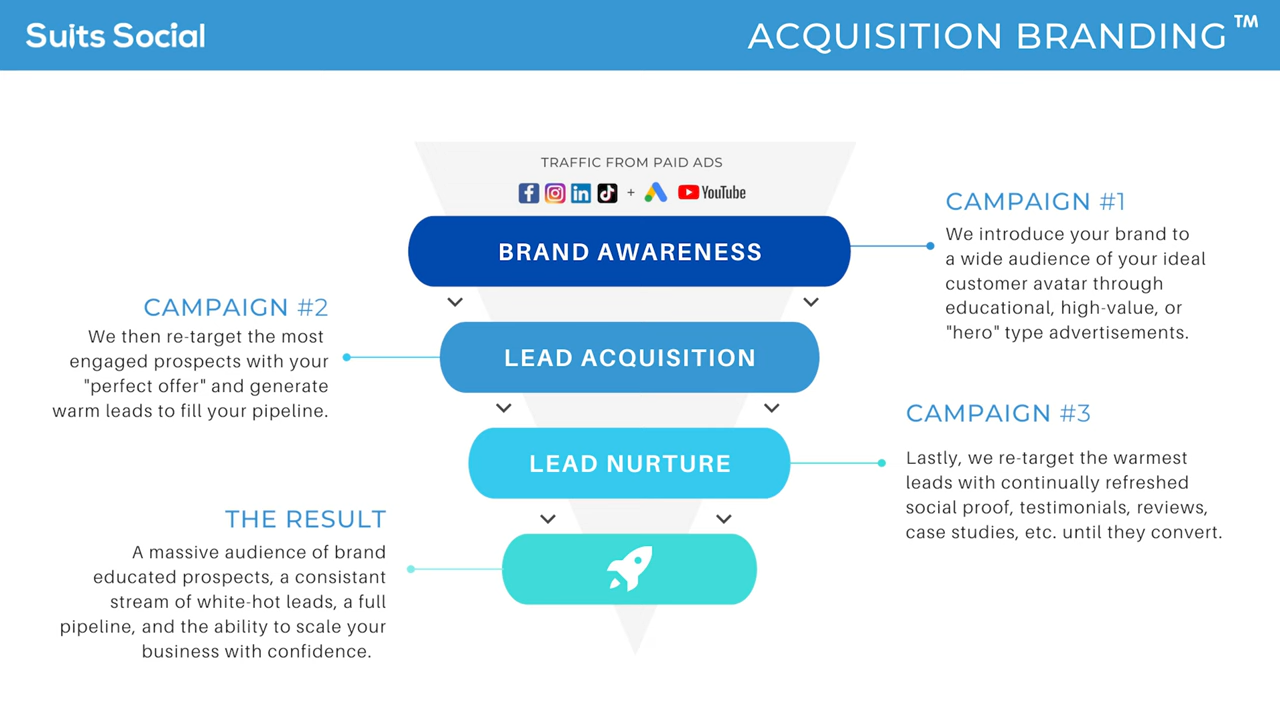 Suits Social
ACQUISITION BRANDING™
TRAFFIC FROM PAID ADS
+ YouTube
BRAND AWARENESS
CAMPAIGN #1
We introduce your brand to
a wide audience of your ideal
customer avatar through
educational, high-value, or
"hero" type advertisements.
CAMPAIGN #2
We then re-target the most
engaged prospects with your
"perfect offer" and generate
warm leads to fill your pipeline.
LEAD ACQUISITION
LEAD NURTURE
CAMPAIGN #3
Lastly, we re-target the warmest
leads with continually refreshed
social proof, testimonials, reviews,
case studies, etc. until they convert.
THE RESULT
A massive audience of brand
educated prospects, a consistant
stream of white-hot leads, a full
pipeline, and the ability to scale your
business with confidence.